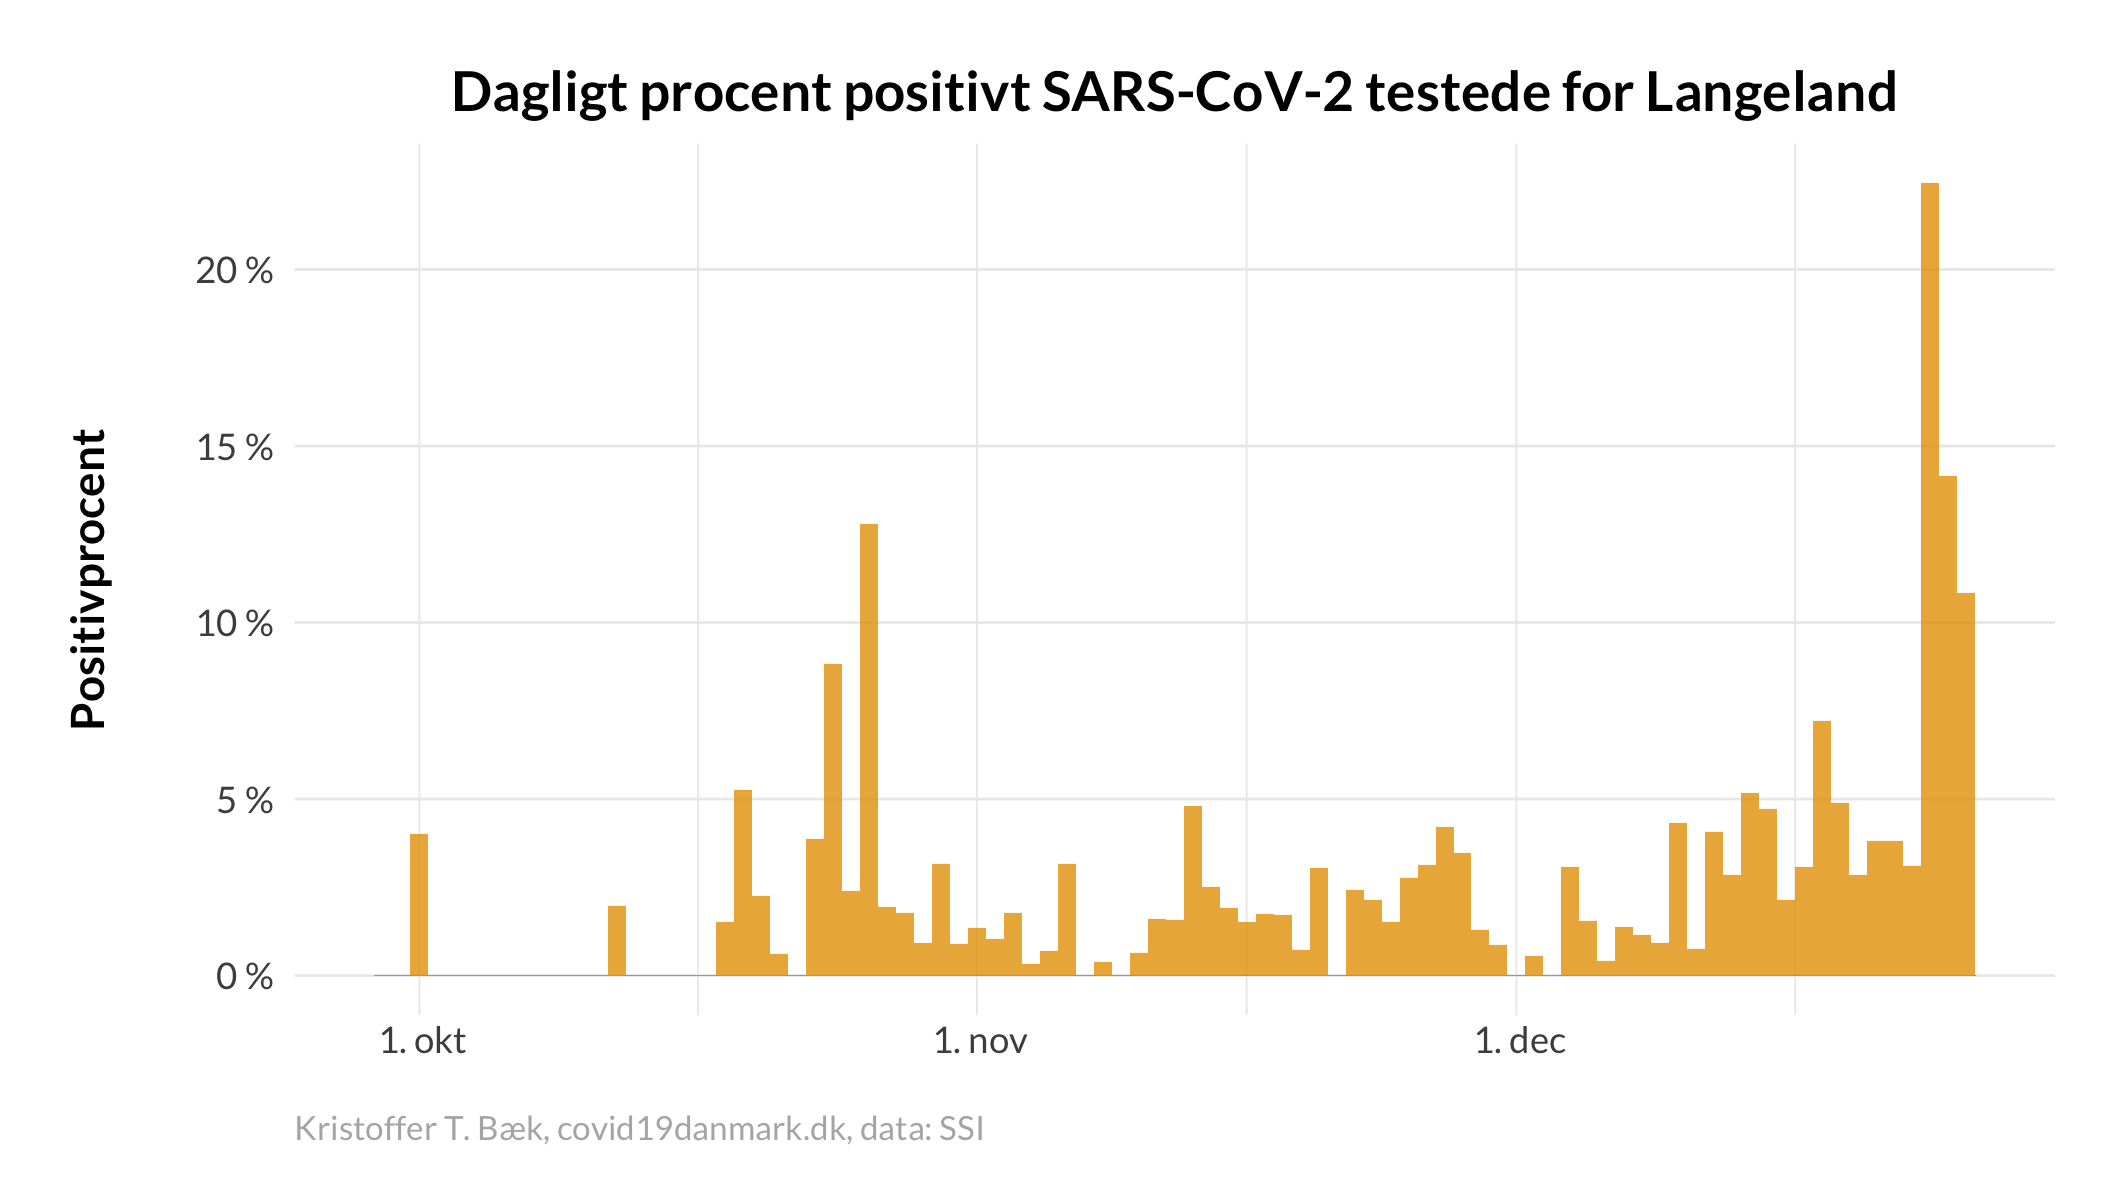 Dagligt procent positivt SARS-CoV-2 testede for Langeland
Positivprocent
20 %
15 %
10 %
5 %
0 %
1. okt
1. nov
1. dec
Kristoffer T. Bæk, covid19danmark.dk, data: SSI